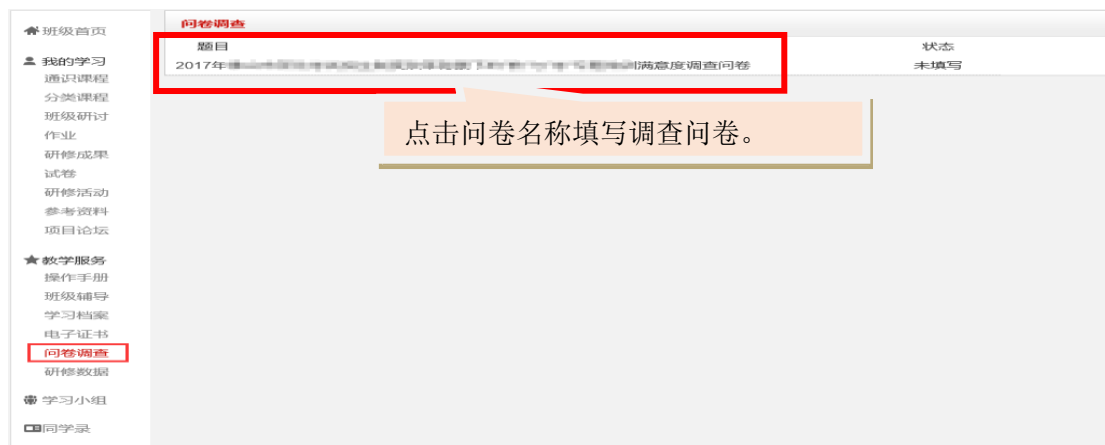 班级首页
我的学习
通识课程
分类课程
班级研讨
作业
研修成果
试卷
研修活动
参考资料
项目论坛
教学服务
操作手册
班级辅导
学习档案
电子证书
问卷调查
研修数据
学习小组
同学录
问卷调查
题目 状态
2017年 满意度调查问卷 未填写
点击问卷名称填写调查问卷。